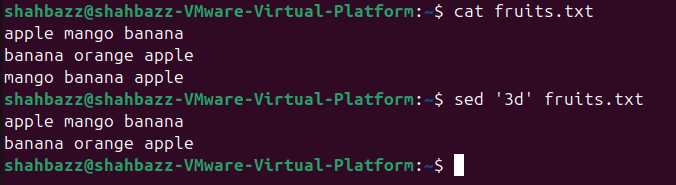 shahbazz@shahbazz-VMware-Virtual-Platform:~$ cat fruits.txt
apple mango banana
banana orange apple
mango banana apple
shahbazz@shahbazz-VMware-Virtual-Platform:~$ sed '3d' fruits.txt
apple mango banana
banana orange apple
shahbazz@shahbazz-VMware-Virtual-Platform:~$